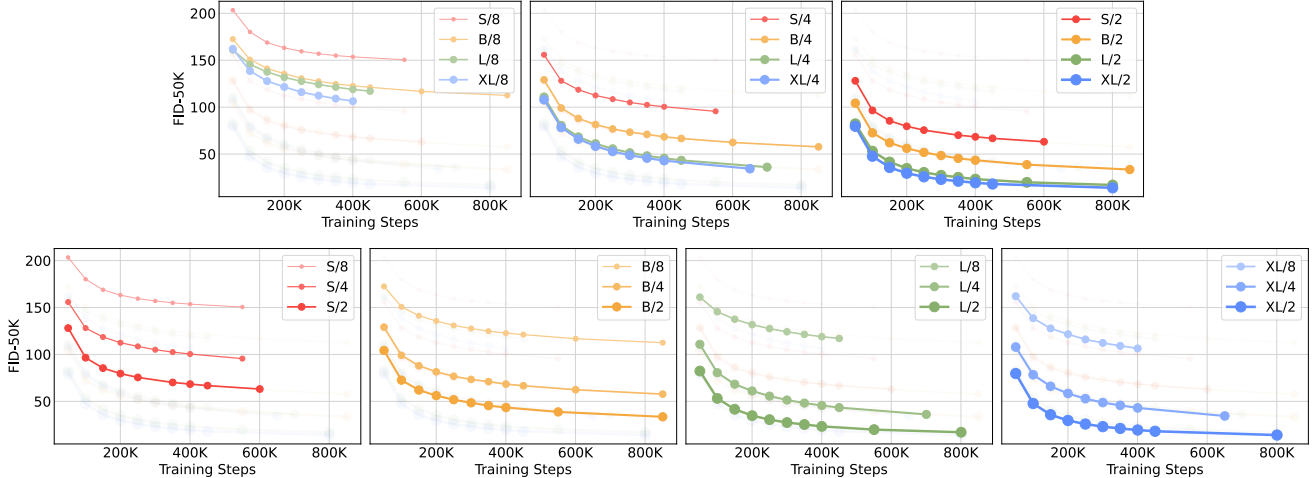 200
150
100
50
FID-50K
S/8
B/8
L/8
XL/8
200K 400K 600K 800K
Training Steps
S/4
B/4
L/4
XL/4
200K 400K 600K 800K
Training Steps
S/2
B/2
L/2
XL/2
200K 400K 600K 800K
Training Steps
200
150
100
50
FID-50K
S/8
S/4
S/2
200K 400K 600K 800K
Training Steps
B/8
B/4
B/2
200K 400K 600K 800K
Training Steps
L/8
L/4
L/2
200K 400K 600K 800K
Training Steps
XL/8
XL/4
XL/2
200K 400K 600K 800K
Training Steps